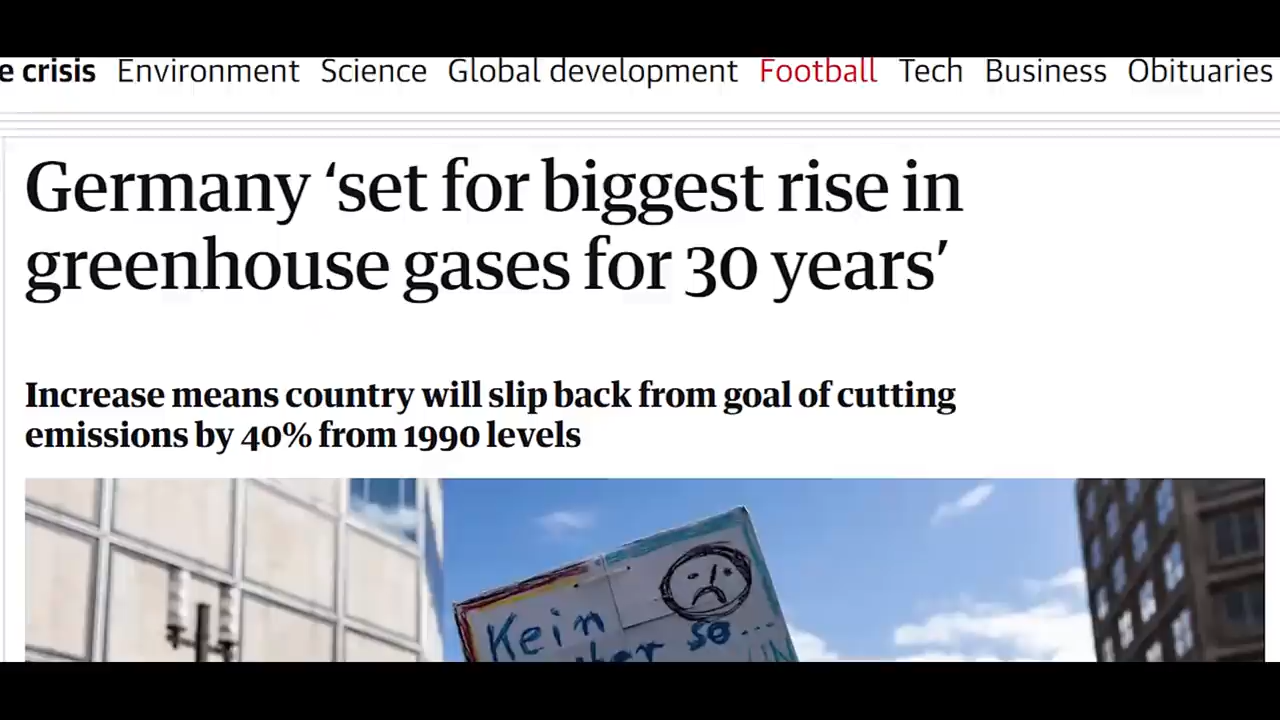 e crisis Environment Science Global development Football Tech Business Obituaries
Germany ‘set for biggest rise in
greenhouse gases for 30 years’
Increase means country will slip back from goal of cutting
emissions by 40% from 1990 levels
Kein
so...